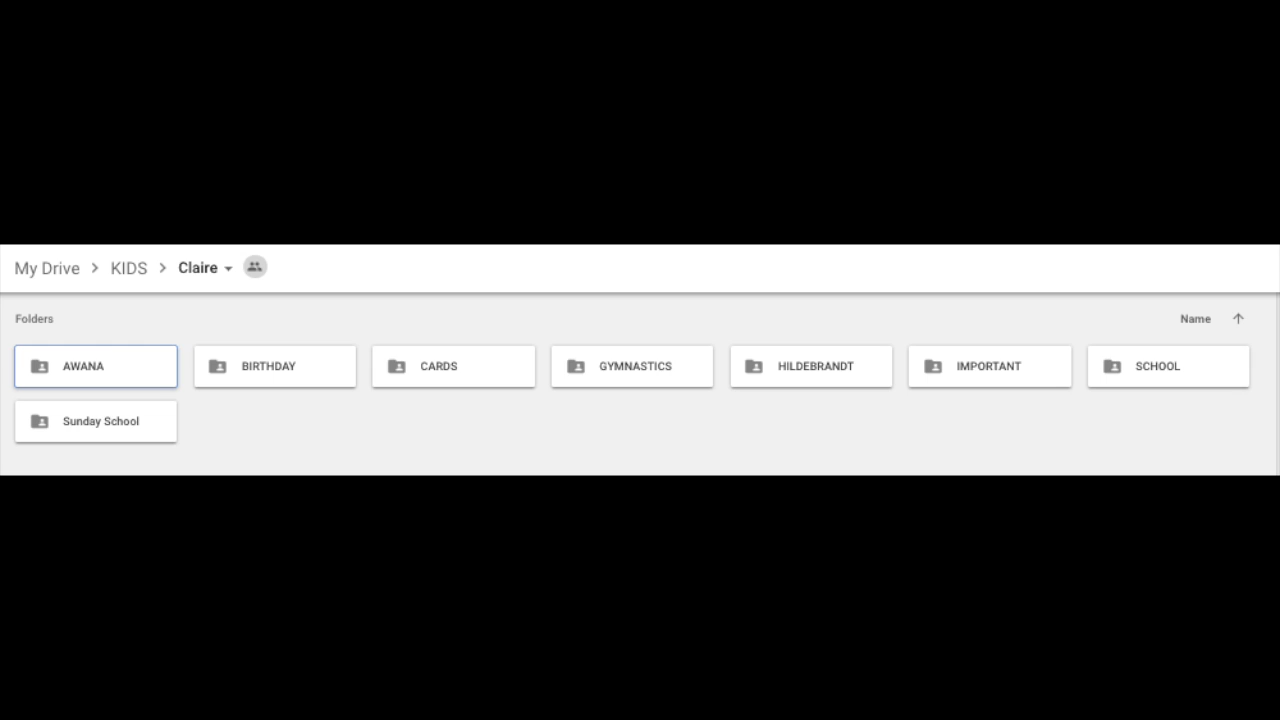 My Drive > KIDS > Claire
Folders Name
AWANA BIRTHDAY CARDS GYMNASTICS HILDEBRANDT IMPORTANT SCHOOL
Sunday School